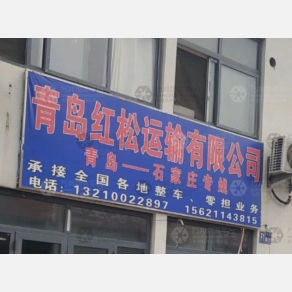 青岛红松运输有限公司
青岛——石家庄专线
承接全国各地整车、零担业务
电话：13210022897 15621143815